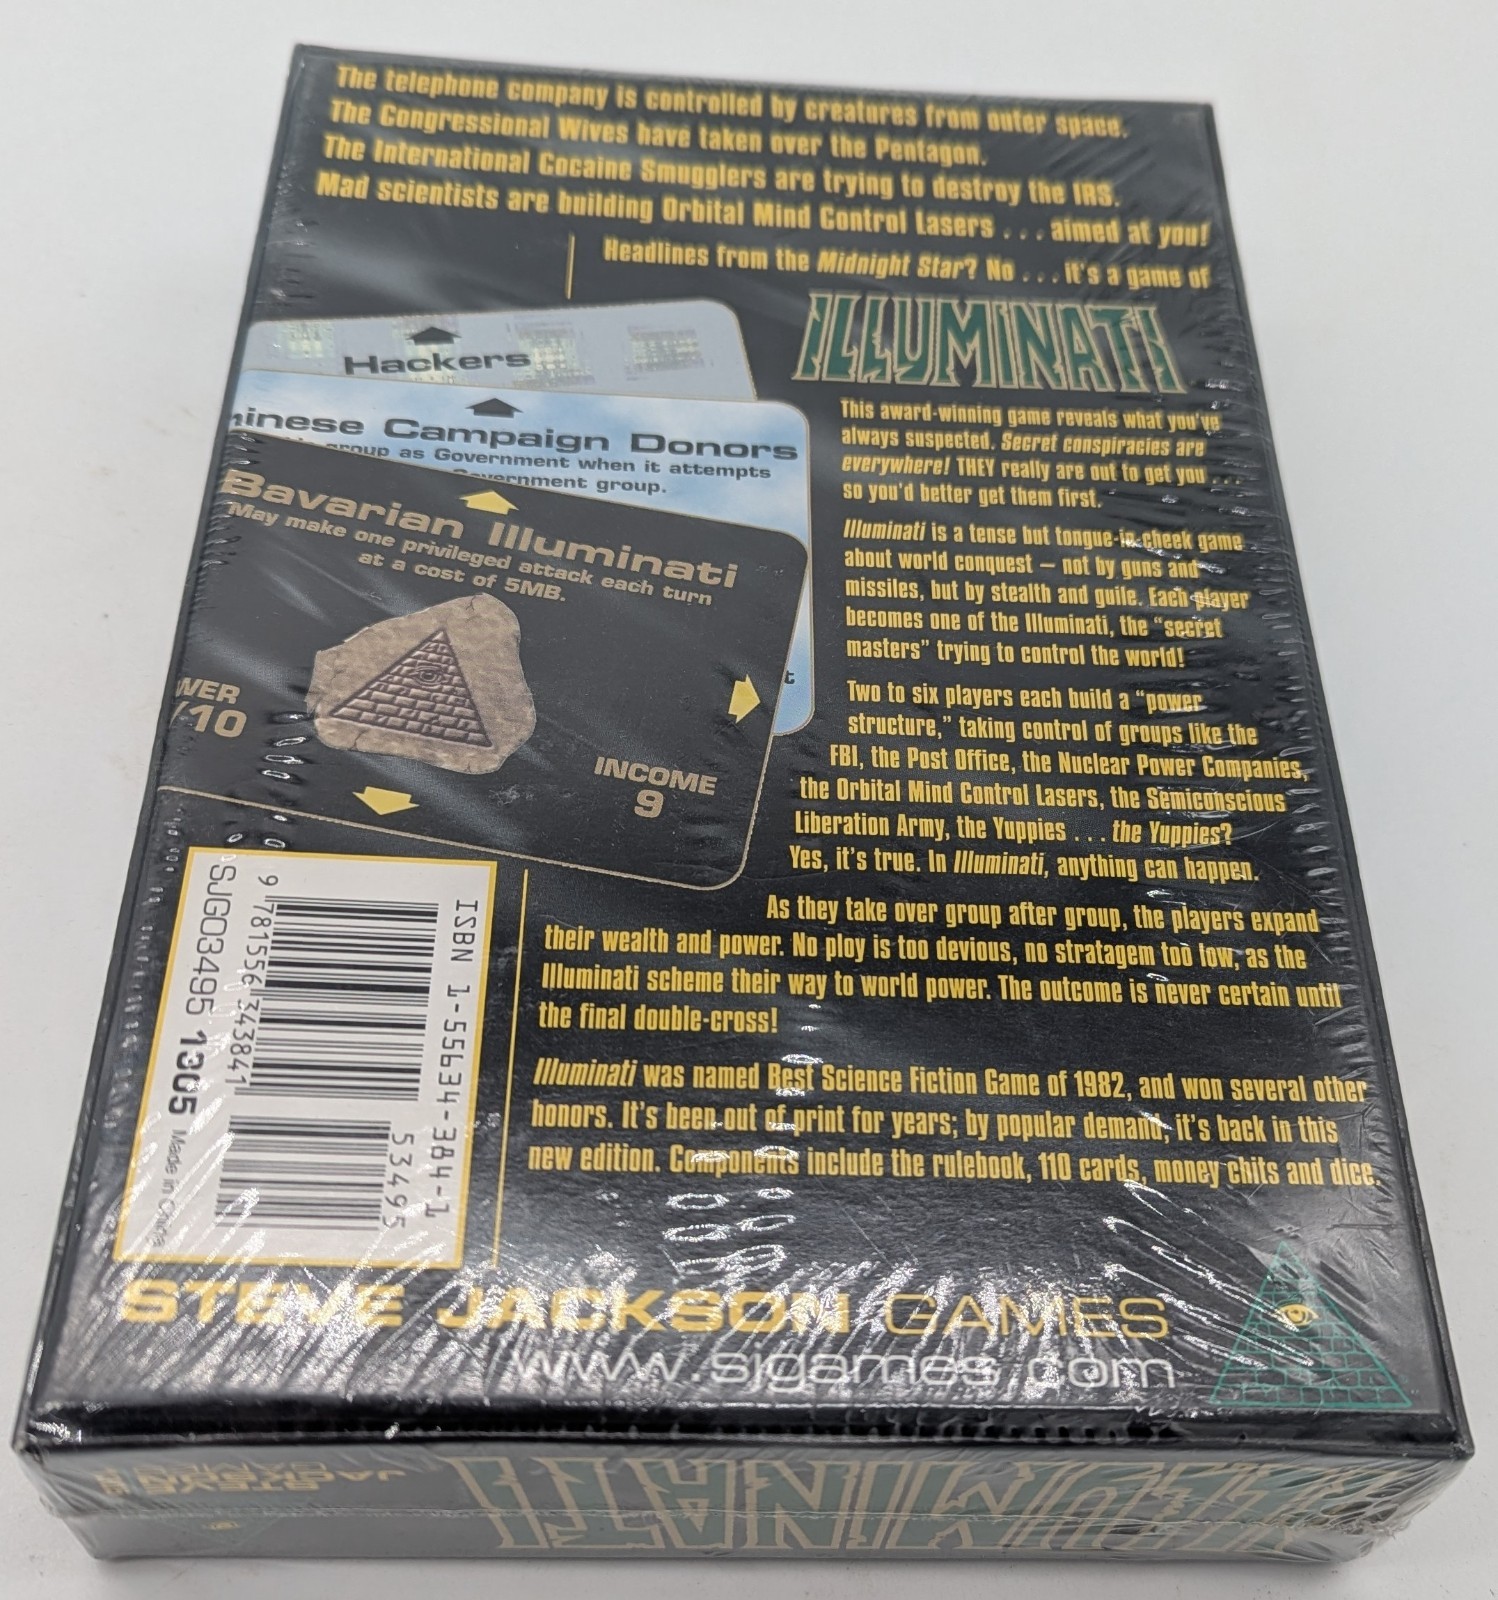 The telephone company is controlled by creatures from outer space.
The Congressional Wives have taken over the Pentagon.
The International Cocaine Smugglers are trying to destroy the IRS.
Mad scientists are building Orbital Mind Control Lasers . . . aimed at you!
Headlines from the Midnight Star? No . . . it's a game of
ILLUMINATI
Hackers
inese Campaign Donors
group as Government when it attempts
Government group.
Bavarian Illuminati
May make one privileged attack each turn
at a cost of 5MB.
WER
/10
INCOME
9
t
This award-winning game reveals what you've
always suspected. Secret conspiracies are
everywhere! THEY really are out to get you . . .
so you'd better get them first.
Illuminati is a tense but tongue-in-cheek game
about world conquest – not by guns and
missiles, but by stealth and guile. Each player
becomes one of the Illuminati, the "secret
masters" trying to control the world!
Two to six players each build a "power
structure," taking control of groups like the
FBI, the Post Office, the Nuclear Power Companies,
the Orbital Mind Control Lasers, the Semiconscious
Liberation Army, the Yuppies . . . the Yuppies?
Yes, it's true. In Illuminati, anything can happen.
As they take over group after group, the players expand
their wealth and power. No ploy is too devious, no stratagem too low, as the
Illuminati scheme their way to world power. The outcome is never certain until
the final double-cross!
Illuminati was named Best Science Fiction Game of 1982, and won several other
honors. It's been out of print for years; by popular demand, it's back in this
new edition. Components include the rulebook, 110 cards, money chits and dice.
ISBN 1-55634-384-1
53495
9 781556 343841
SJG03495 1305 Made in China
STEVE JACKSON GAMES
www.sjgames.com
STEVE
JACKSON
GAMES
ILLUMINATI